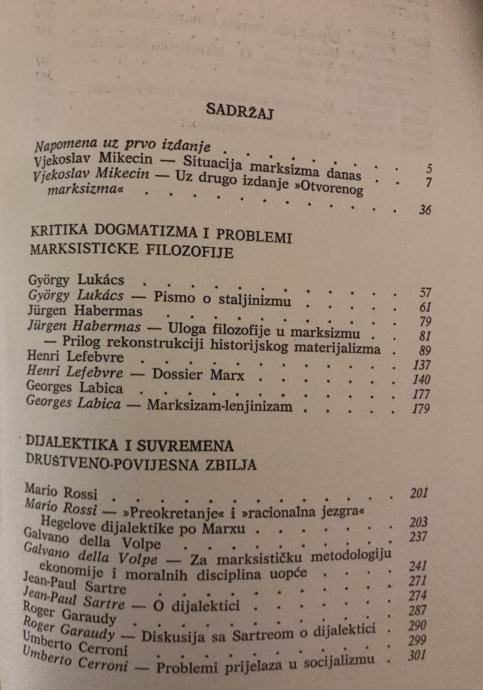 SADRŽAJ
Napomena uz prvo izdanje . . . . . . 5
Vjekoslav Mikecin — Situacija marksizma danas . . 7
Vjekoslav Mikecin — Uz drugo izdanje »Otvorenog
marksizma« . . . . . . . . . . 36
KRITIKA DOGMATIZMA I PROBLEMI
MARKSISTIČKE FILOZOFIJE
György Lukács . . . . . . . . . . 57
György Lukács — Pismo o staljinizmu . . . . . 61
Jürgen Habermas . . . . . . . . . . 79
Jürgen Habermas — Uloga filozofije u marksizmu . . 81
— Prilog rekonstrukciji historijskog materijalizma . 89
Henri Lefebvre . . . . . . . . . . 137
Henri Lefebvre — Dossier Marx . . . . . . 140
Georges Labica . . . . . . . . . . 177
Georges Labica — Marksizam-lenjinizam . . . . 179
DIJALEKTIKA I SUVREMENA
DRUŠTVENO-POVIJESNA ZBILJA
Mario Rossi . . . . . . . . . . . 201
Mario Rossi — »Preokretanje« i »racionalna jezgra«
Hegelove dijalektike po Marxu . . . . . . 203
Galvano della Volpe . . . . . . . . . 237
Galvano della Volpe — Za marksističku metodologiju
ekonomije i moralnih disciplina uopće . . . . 241
Jean-Paul Sartre . . . . . . . . . . 271
Jean-Paul Sartre — O dijalektici . . . . . . 274
Roger Garaudy . . . . . . . . . . 287
Roger Garaudy — Diskusija sa Sartreom o dijalektici . 290
Umberto Cerroni . . . . . . . . . . 299
Umberto Cerroni — Problemi prijelaza u socijalizmu . 301